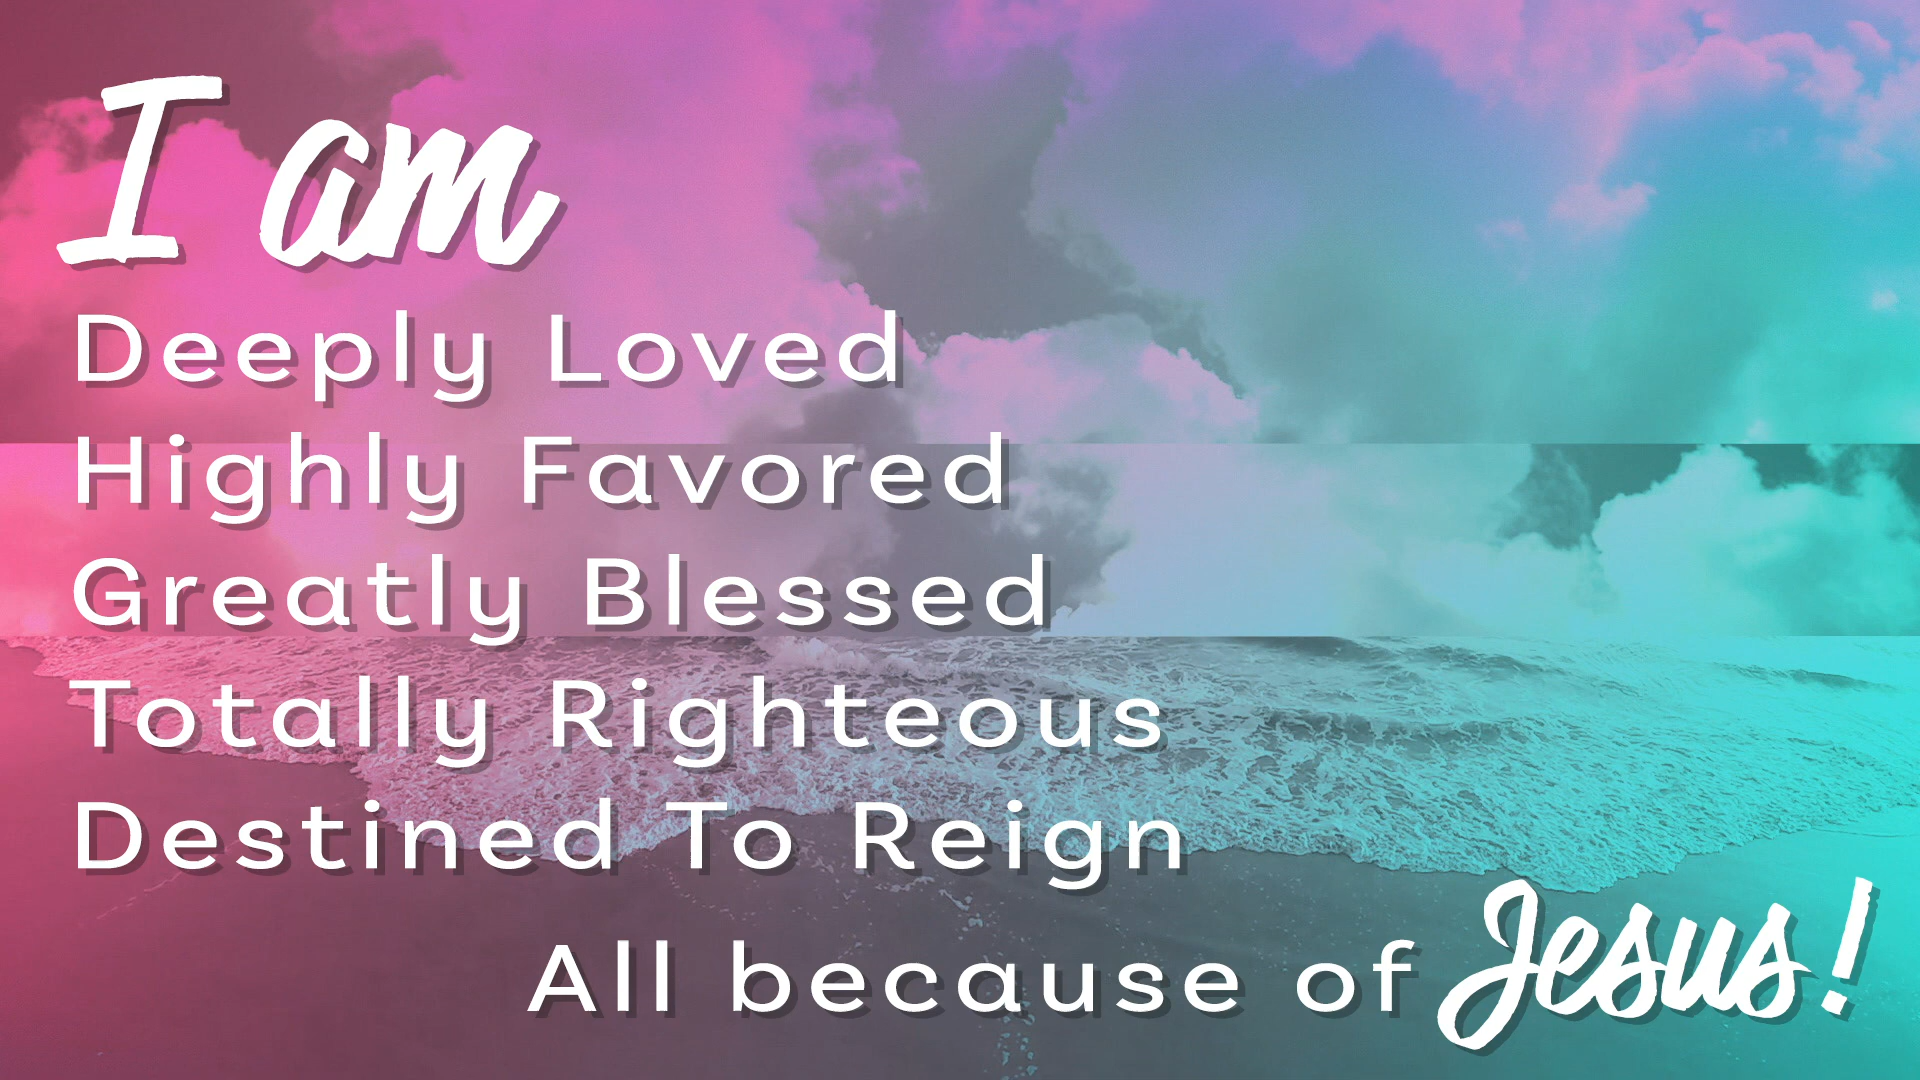 I am
Deeply Loved
Highly Favored
Greatly Blessed
Totally Righteous
Destined To Reign
All because of Jesus!